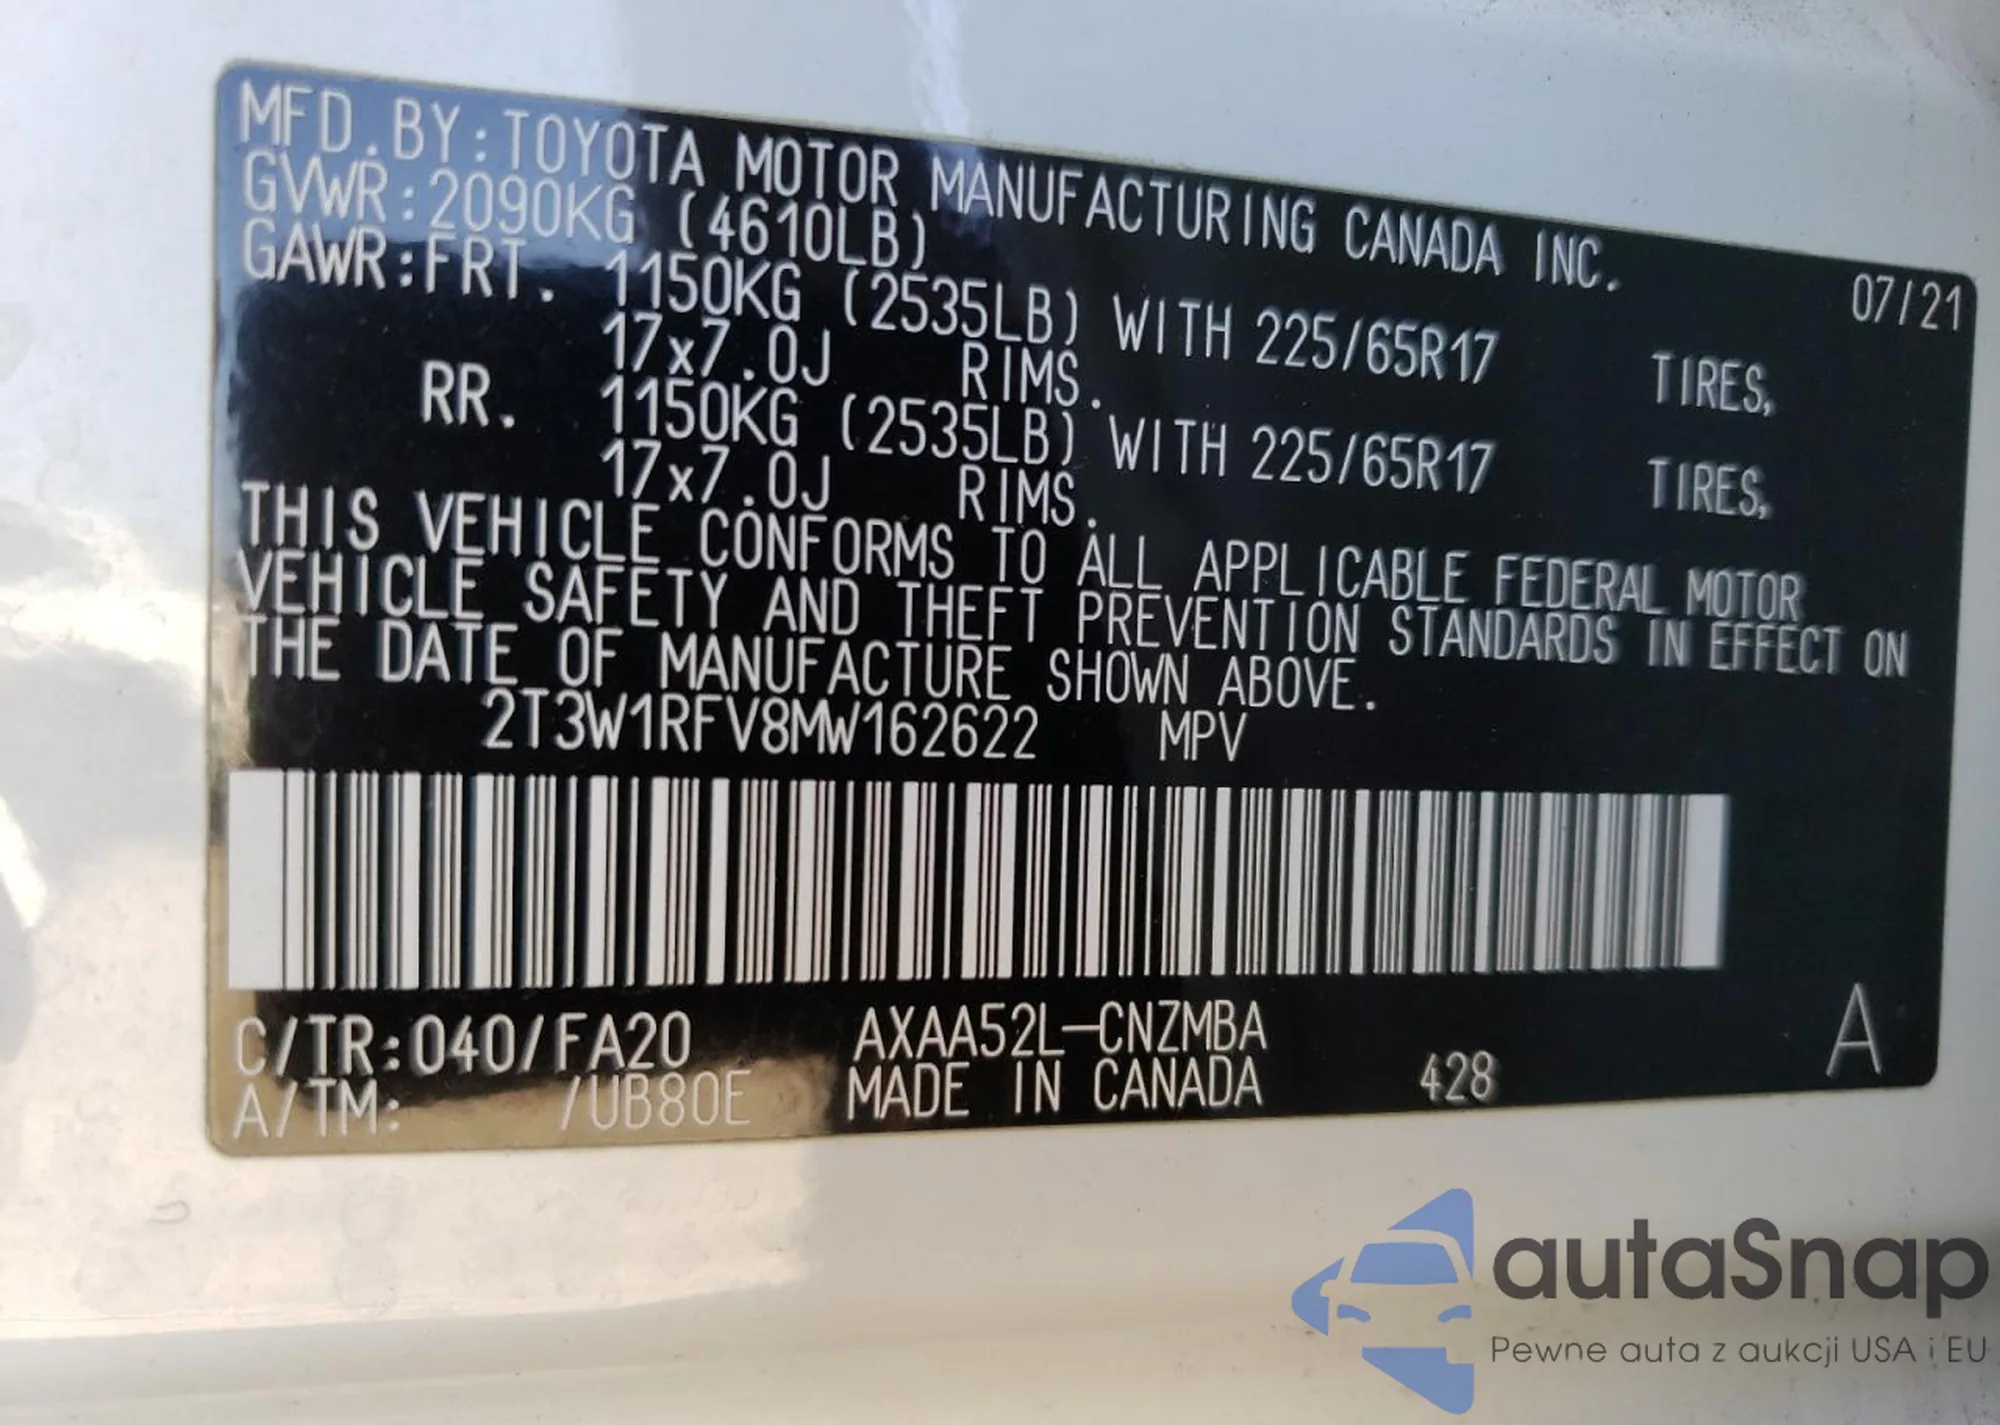 MFD.BY:TOYOTA MOTOR MANUFACTURING CANADA INC. 07/21
GVWR:2090KG (4610LB)
GAWR:FRT. 1150KG (2535LB) WITH 225/65R17 TIRES,
17x7.0J RIMS.
RR. 1150KG (2535LB) WITH 225/65R17 TIRES,
17x7.0J RIMS.
THIS VEHICLE CONFORMS TO ALL APPLICABLE FEDERAL MOTOR
VEHICLE SAFETY AND THEFT PREVENTION STANDARDS IN EFFECT ON
THE DATE OF MANUFACTURE SHOWN ABOVE.
2T3W1RFV8MW162622 MPV
C/TR:040/FA20 AXAA52L-CNZMBA A
A/TM: /UB80E MADE IN CANADA 428
autaSnap
Pewne auta z aukcji USA i EU